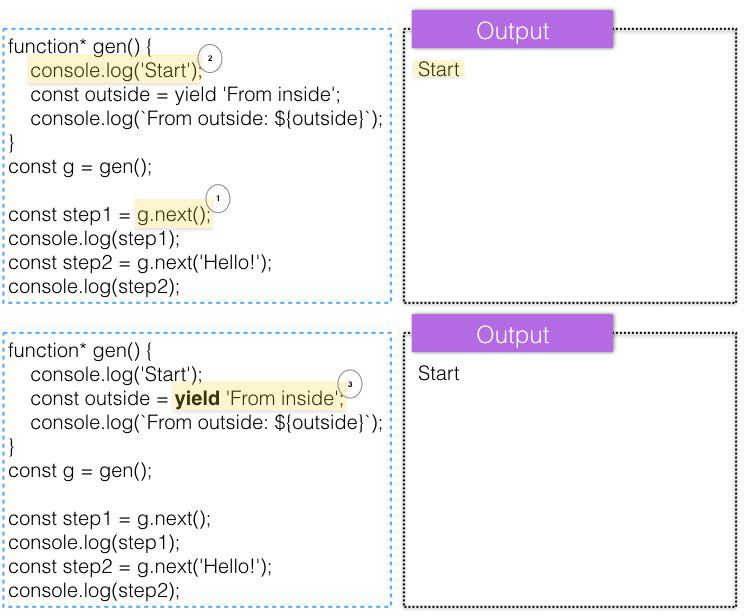 Output
function* gen() {
console.log('Start'); 2
Start
const outside = yield 'From inside';
console.log(`From outside: ${outside}`);
}
const g = gen();
const step1 = g.next(); 1
console.log(step1);
const step2 = g.next('Hello!');
console.log(step2);
Output
function* gen() {
console.log('Start');
Start
const outside = yield 'From inside'; 3
console.log(`From outside: ${outside}`);
}
const g = gen();
const step1 = g.next();
console.log(step1);
const step2 = g.next('Hello!');
console.log(step2);